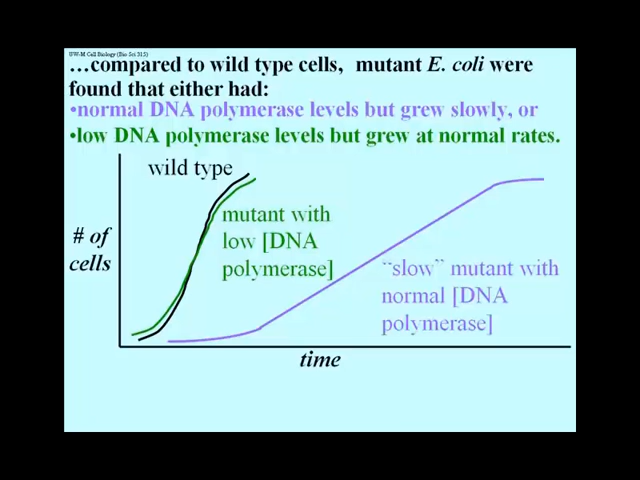 UW-M Cell Biology (Bio Sci 315)
…compared to wild type cells, mutant E. coli were
found that either had:
•normal DNA polymerase levels but grew slowly, or
•low DNA polymerase levels but grew at normal rates.
wild type
mutant with
low [DNA
polymerase]
# of
cells
“slow” mutant with
normal [DNA
polymerase]
time